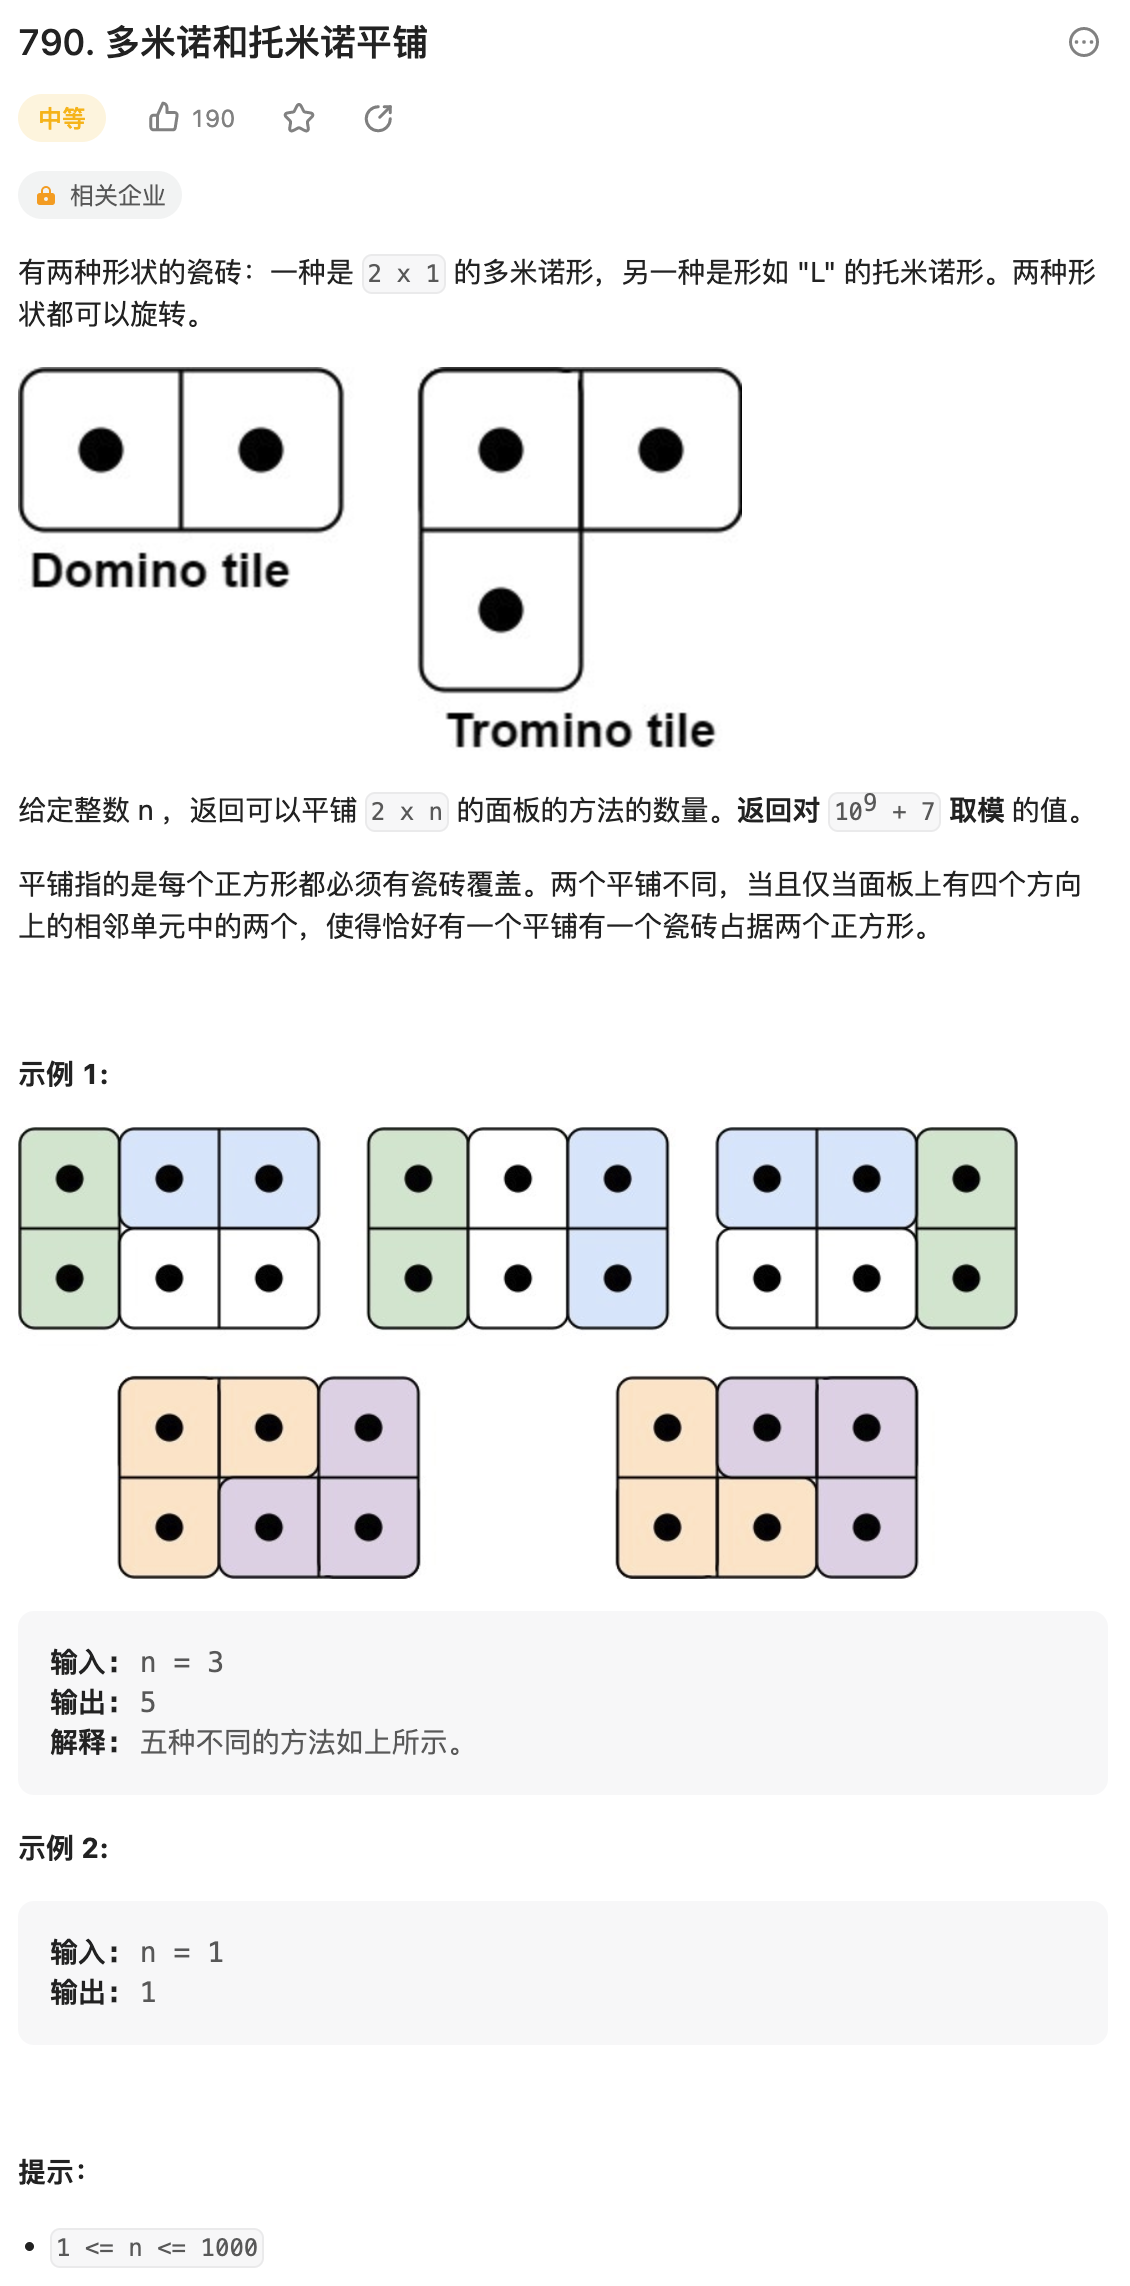 790. 多米诺和托米诺平铺
中等
190
相关企业
有两种形状的瓷砖：一种是 2 x 1 的多米诺形，另一种是形如 "L" 的托米诺形。两种形
状都可以旋转。
Domino tile
Tromino tile
给定整数 n ，返回可以平铺 2 x n 的面板的方法的数量。返回对 10⁹ + 7 取模 的值。
平铺指的是每个正方形都必须有瓷砖覆盖。两个平铺不同，当且仅当面板上有四个方向
上的相邻单元中的两个，使得恰好有一个平铺有一个瓷砖占据两个正方形。
示例 1:
输入: n = 3
输出: 5
解释: 五种不同的方法如上所示。
示例 2:
输入: n = 1
输出: 1
提示：
1 <= n <= 1000